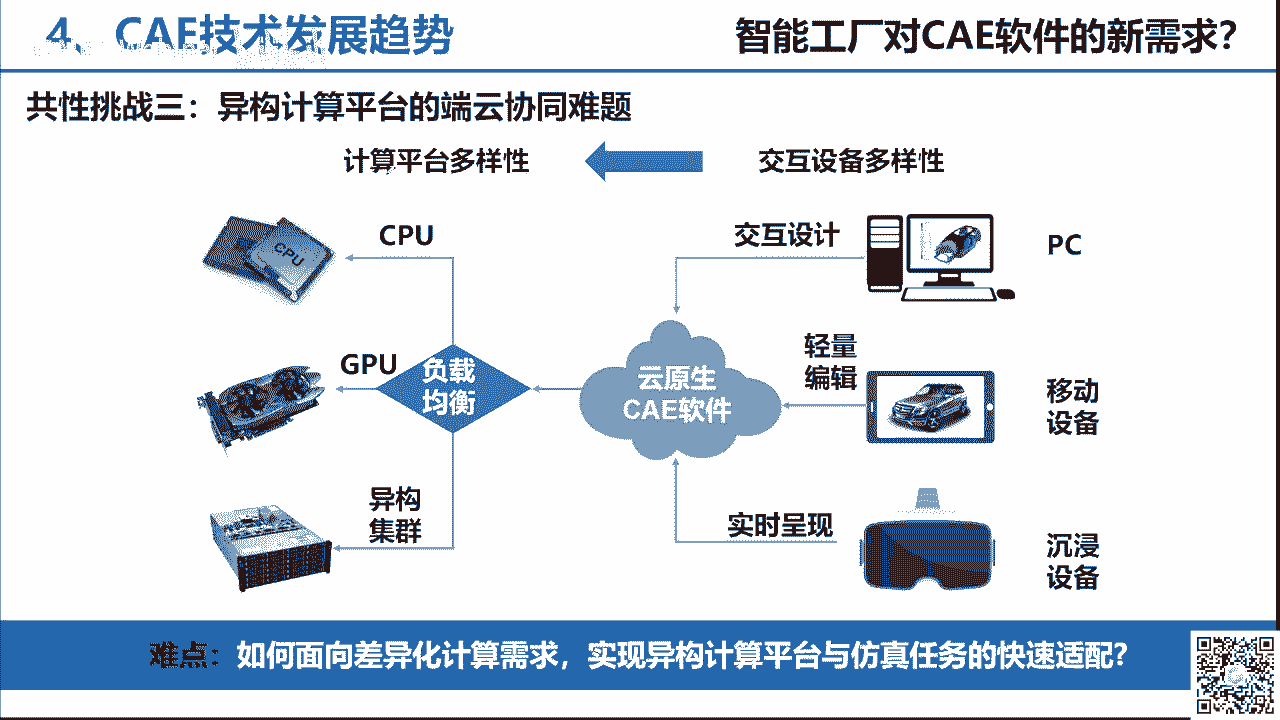 4、CAE技术发展趋势
智能工厂对CAE软件的新需求?
共性挑战三：异构计算平台的端云协同难题
计算平台多样性
交互设备多样性
CPU
CPU
交互设计
PC
GPU
负载
均衡
云原生
CAE软件
轻量
编辑
移动
设备
异构
集群
实时呈现
沉浸
设备
难点：如何面向差异化计算需求，实现异构计算平台与仿真任务的快速适配?